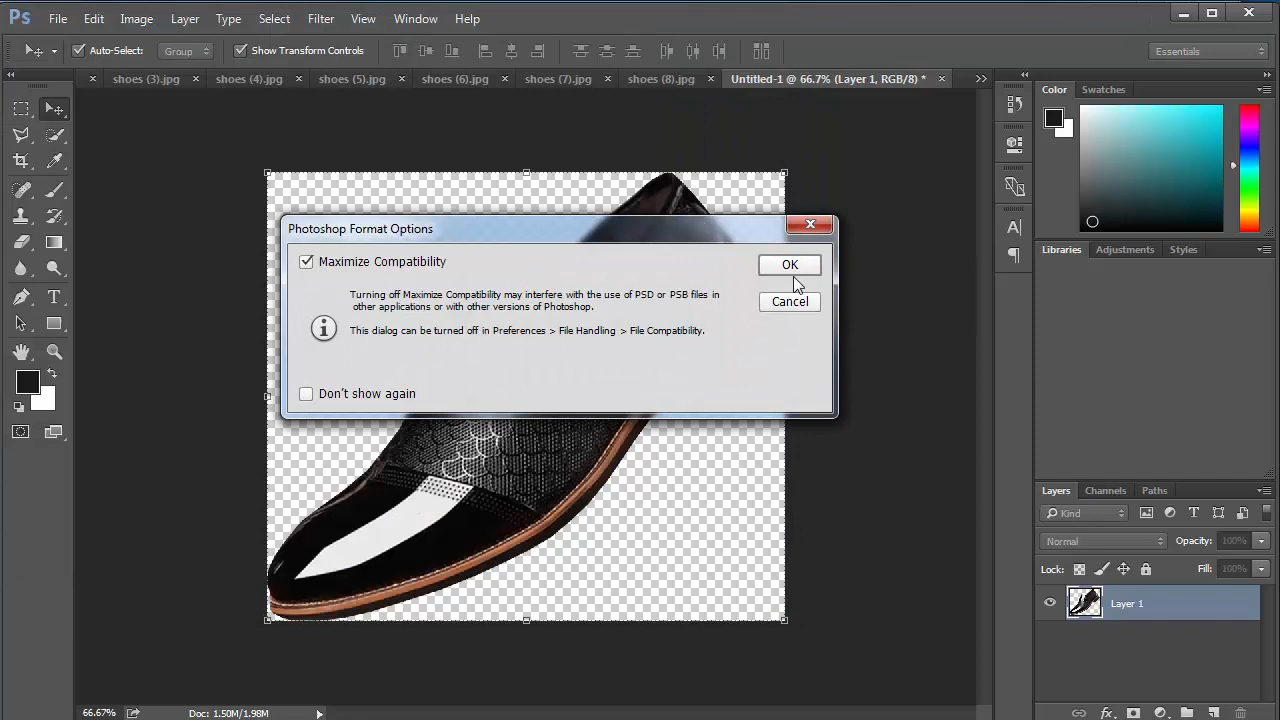 Ps File Edit Image Layer Type Select Filter View Window Help
Auto-Select: Group Show Transform Controls Essentials
shoes (3).jpg × shoes (4).jpg × shoes (5).jpg × shoes (6).jpg × shoes (7).jpg × shoes (8).jpg × Untitled-1 @ 66.7% (Layer 1, RGB/8) * ×
Color Swatches
Photoshop Format Options
Maximize Compatibility
OK
Turning off Maximize Compatibility may interfere with the use of PSD or PSB files in
other applications or with other versions of Photoshop.
Cancel
This dialog can be turned off in Preferences > File Handling > File Compatibility.
Don't show again
Libraries Adjustments Styles
Layers Channels Paths
Kind
Normal Opacity: 100%
Lock: Fill: 100%
Layer 1
66.67% Doc: 1.50M/1.98M